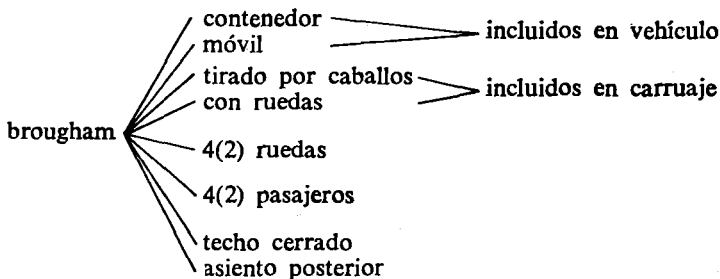 contenedor
móvil
incluidos en vehículo
tirado por caballos
con ruedas
incluidos en carruaje
brougham
4(2) ruedas
4(2) pasajeros
techo cerrado
asiento posterior